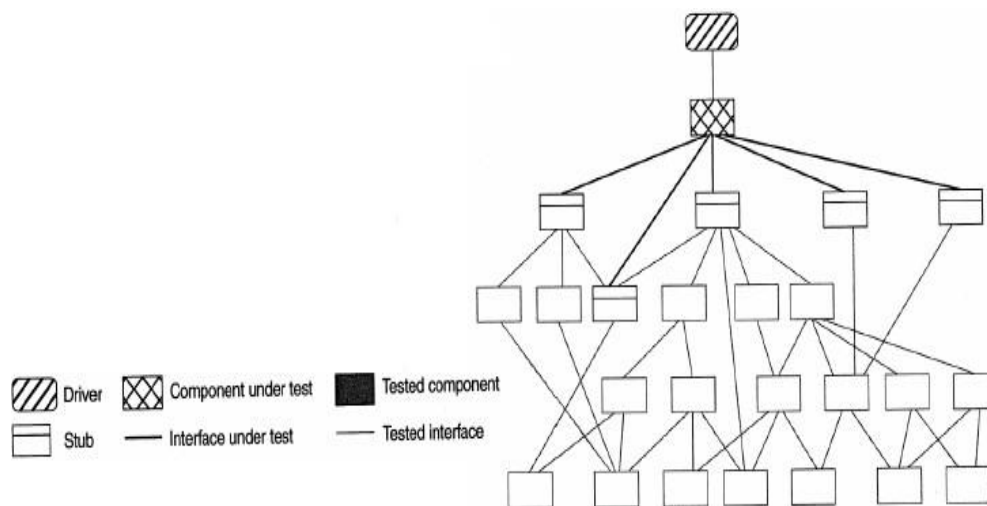 Driver
Component under test
Tested component
Stub
Interface under test
Tested interface